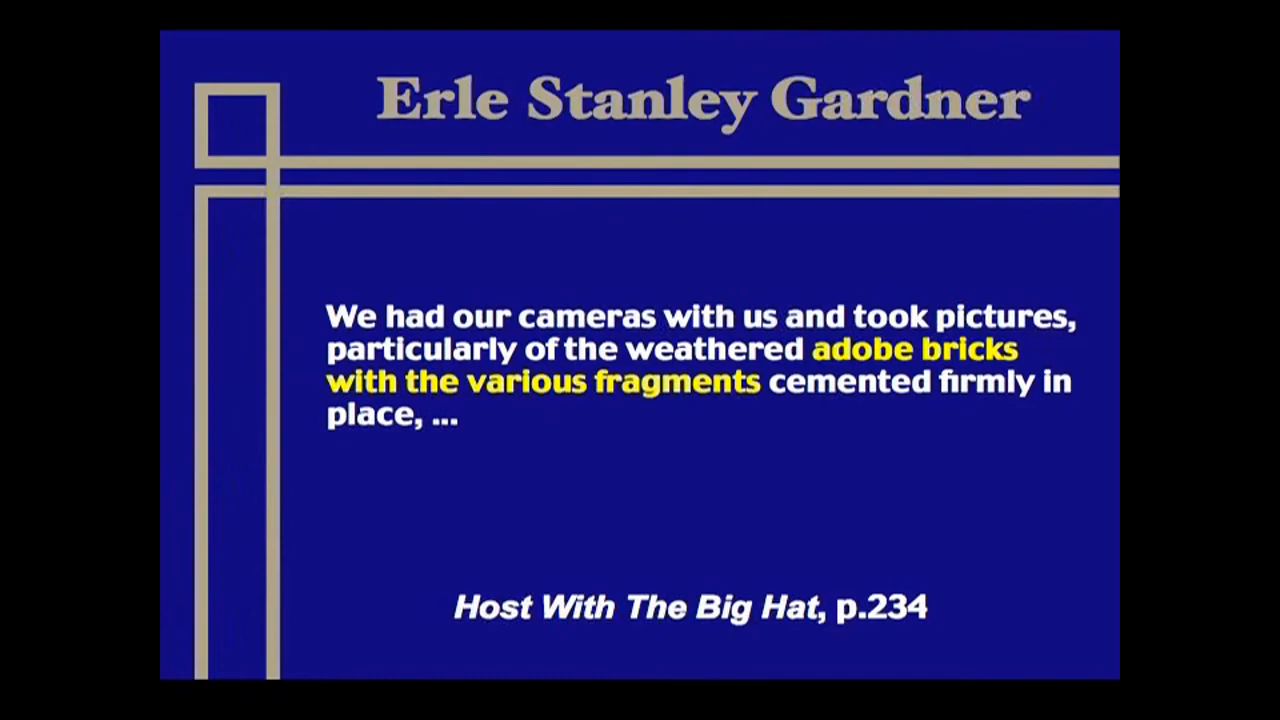 Erle Stanley Gardner
We had our cameras with us and took pictures,
particularly of the weathered adobe bricks
with the various fragments cemented firmly in
place, ...
Host With The Big Hat, p.234